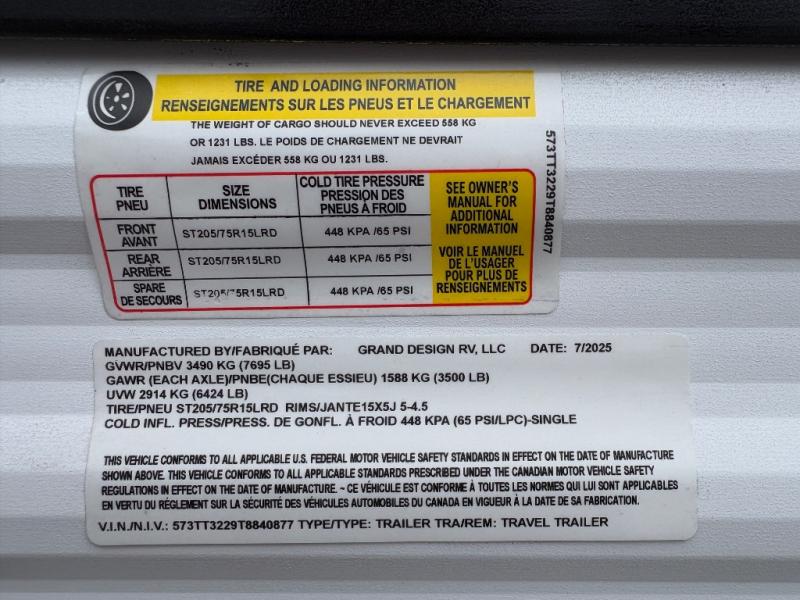 TIRE AND LOADING INFORMATION
RENSEIGNEMENTS SUR LES PNEUS ET LE CHARGEMENT
THE WEIGHT OF CARGO SHOULD NEVER EXCEED 558 KG
OR 1231 LBS. LE POIDS DE CHARGEMENT NE DEVRAIT
JAMAIS EXCÉDER 558 KG OU 1231 LBS.
TIRE
PNEU
SIZE
DIMENSIONS
COLD TIRE PRESSURE
PRESSION DES
PNEUS À FROID
FRONT
AVANT
ST205/75R15LRD
448 KPA /65 PSI
REAR
ARRIÈRE
ST205/75R15LRD
448 KPA /65 PSI
SPARE
DE SECOURS
ST205/75R15LRD
448 KPA /65 PSI
SEE OWNER'S
MANUAL FOR
ADDITIONAL
INFORMATION
VOIR LE MANUEL
DE L'USAGER
POUR PLUS DE
RENSEIGNEMENTS
573TT3229T8840877
MANUFACTURED BY/FABRIQUÉ PAR: GRAND DESIGN RV, LLC DATE: 7/2025
GVWR/PNBV 3490 KG (7695 LB)
GAWR (EACH AXLE)/PNBE(CHAQUE ESSIEU) 1588 KG (3500 LB)
UVW 2914 KG (6424 LB)
TIRE/PNEU ST205/75R15LRD RIMS/JANTE15X5J 5-4.5
COLD INFL. PRESS/PRESS. DE GONFL. À FROID 448 KPA (65 PSI/LPC)-SINGLE
THIS VEHICLE CONFORMS TO ALL APPLICABLE U.S. FEDERAL MOTOR VEHICLE SAFETY STANDARDS IN EFFECT ON THE DATE OF MANUFACTURE
SHOWN ABOVE. THIS VEHICLE CONFORMS TO ALL APPLICABLE STANDARDS PRESCRIBED UNDER THE CANADIAN MOTOR VEHICLE SAFETY
REGULATIONS IN EFFECT ON THE DATE OF MANUFACTURE. ~ CE VÉHICULE EST CONFORME À TOUTES LES NORMES QUI LUI SONT APPLICABLES
EN VERTU DU RÉGLEMENT SUR LA SÉCURITÉ DES VÉHICULES AUTOMOBILES DU CANADA EN VIGUEUR À LA DATE DE SA FABRICATION.
V.I.N./N.I.V.: 573TT3229T8840877 TYPE/TYPE: TRAILER TRA/REM: TRAVEL TRAILER